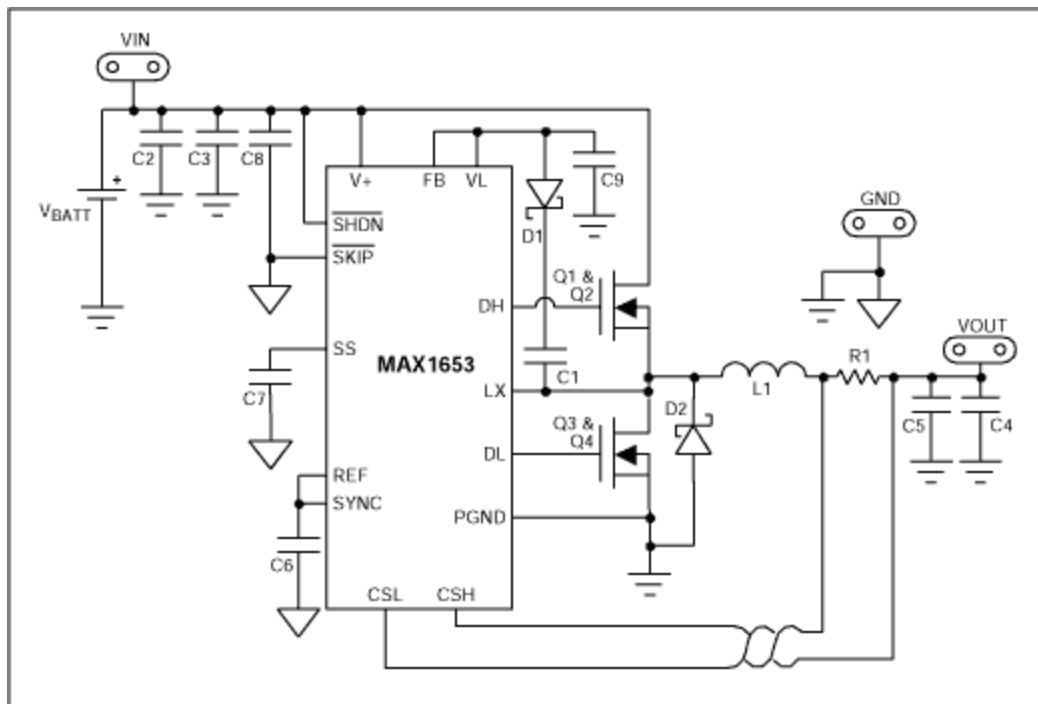 VIN
C2
C3
C8
+
VBATT
V+
FB
VL
C9
D1
GND
SHDN
SKIP
Q1 &
Q2
DH
VOUT
SS
MAX1653
C1
R1
L1
C7
LX
D2
Q3 &
Q4
C5
C4
DL
REF
SYNC
PGND
C6
CSL
CSH